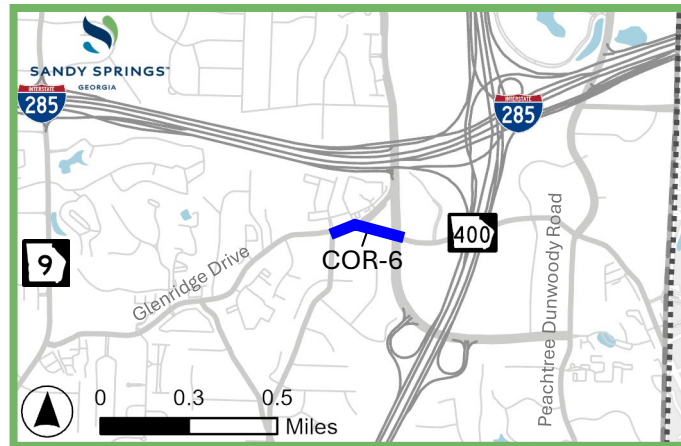 SANDY SPRINGS™
GEORGIA
INTERSTATE
285
INTERSTATE
285
9
400
COR-6
Glenridge Drive
Peachtree Dunwoody Road
0 0.3 0.5
Miles